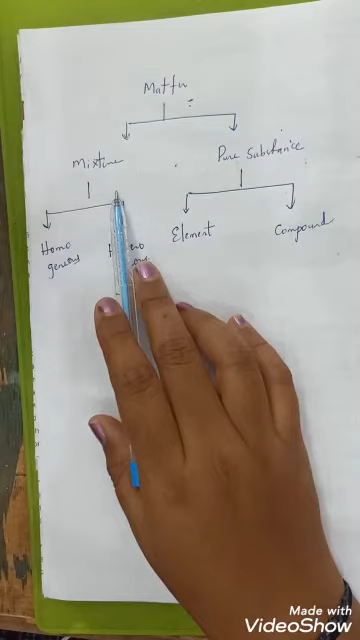 Matter
Mixture
Pure Substance
Homo
geneous
Element
Compound
Made with
VideoShow